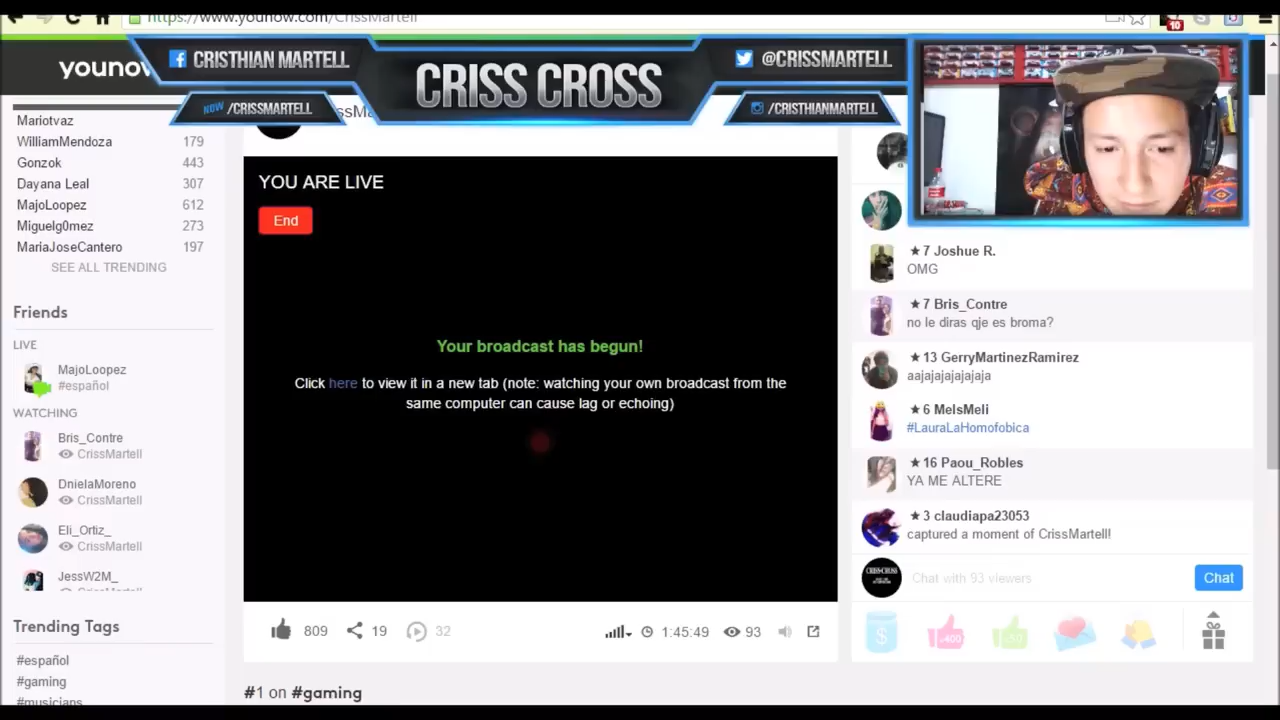 https://www.younow.com/CrissMartell
10
younow
CRISTHIAN MARTELL
CRISS CROSS
@CRISSMARTELL
NOW /CRISSMARTELL
/CRISTHIANMARTELL
Mariotvaz
WilliamMendoza 179
Gonzok 443
Dayana Leal 307
MajoLoopez 612
Miguelg0mez 273
MariaJoseCantero 197
SEE ALL TRENDING
Friends
LIVE
MajoLoopez
#español
WATCHING
Bris_Contre
CrissMartell
DnielaMoreno
CrissMartell
Eli_Ortiz_
CrissMartell
JessW2M_
CrissMartell
Trending Tags
#español
#gaming
#musicians
YOU ARE LIVE
End
Your broadcast has begun!
Click here to view it in a new tab (note: watching your own broadcast from the
same computer can cause lag or echoing)
809 19 32 1:45:49 93
#1 on #gaming
★7 Joshue R.
OMG
★7 Bris_Contre
no le diras qje es broma?
★13 GerryMartinezRamirez
aajajajajajaja
★6 MelsMeli
#LauraLaHomofobica
★16 Paou_Robles
YA ME ALTERE
★3 claudiapa23053
captured a moment of CrissMartell!
Chat with 93 viewers
Chat